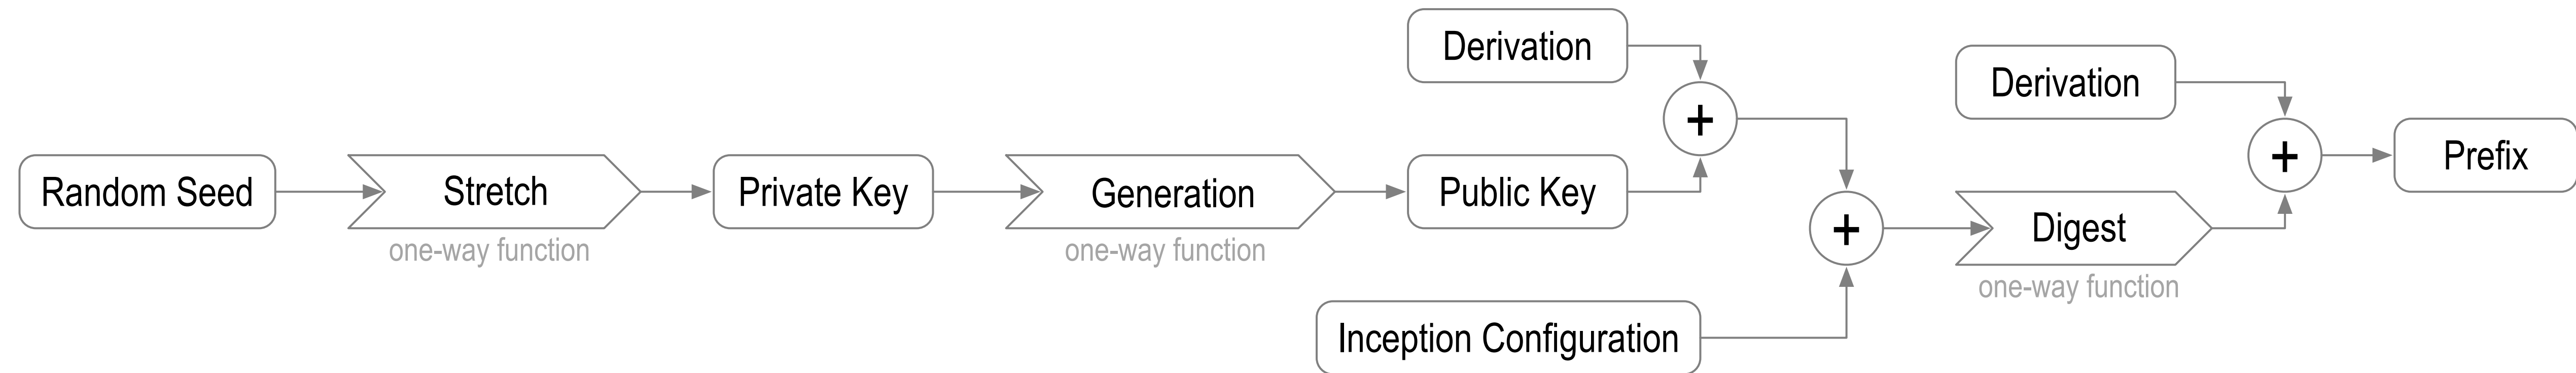 Random Seed
Stretch
one-way function
Private Key
Generation
one-way function
Derivation
Public Key
+
Inception Configuration
+
Digest
one-way function
Derivation
+
Prefix